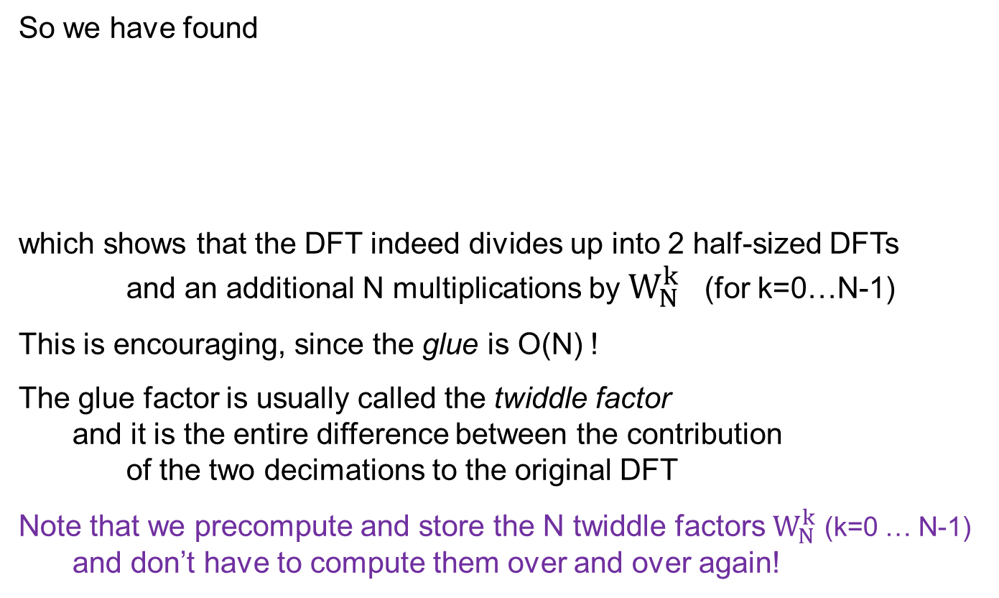 So we have found
which shows that the DFT indeed divides up into 2 half-sized DFTs
and an additional N multiplications by W_N^k (for k=0…N-1)
This is encouraging, since the glue is O(N) !
The glue factor is usually called the twiddle factor
and it is the entire difference between the contribution
of the two decimations to the original DFT
Note that we precompute and store the N twiddle factors W_N^k (k=0 … N-1)
and don’t have to compute them over and over again!